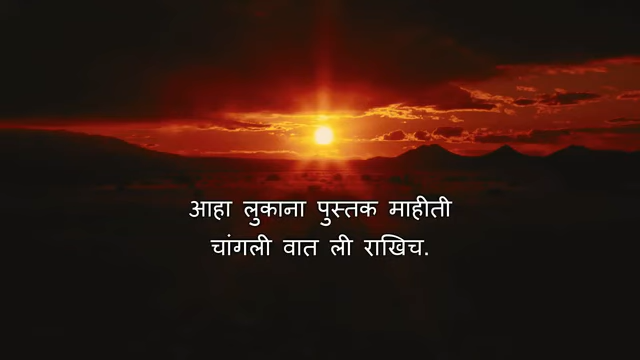 आहा लुकाना पुस्तक माहीती
चांगली वात ली राखिच.